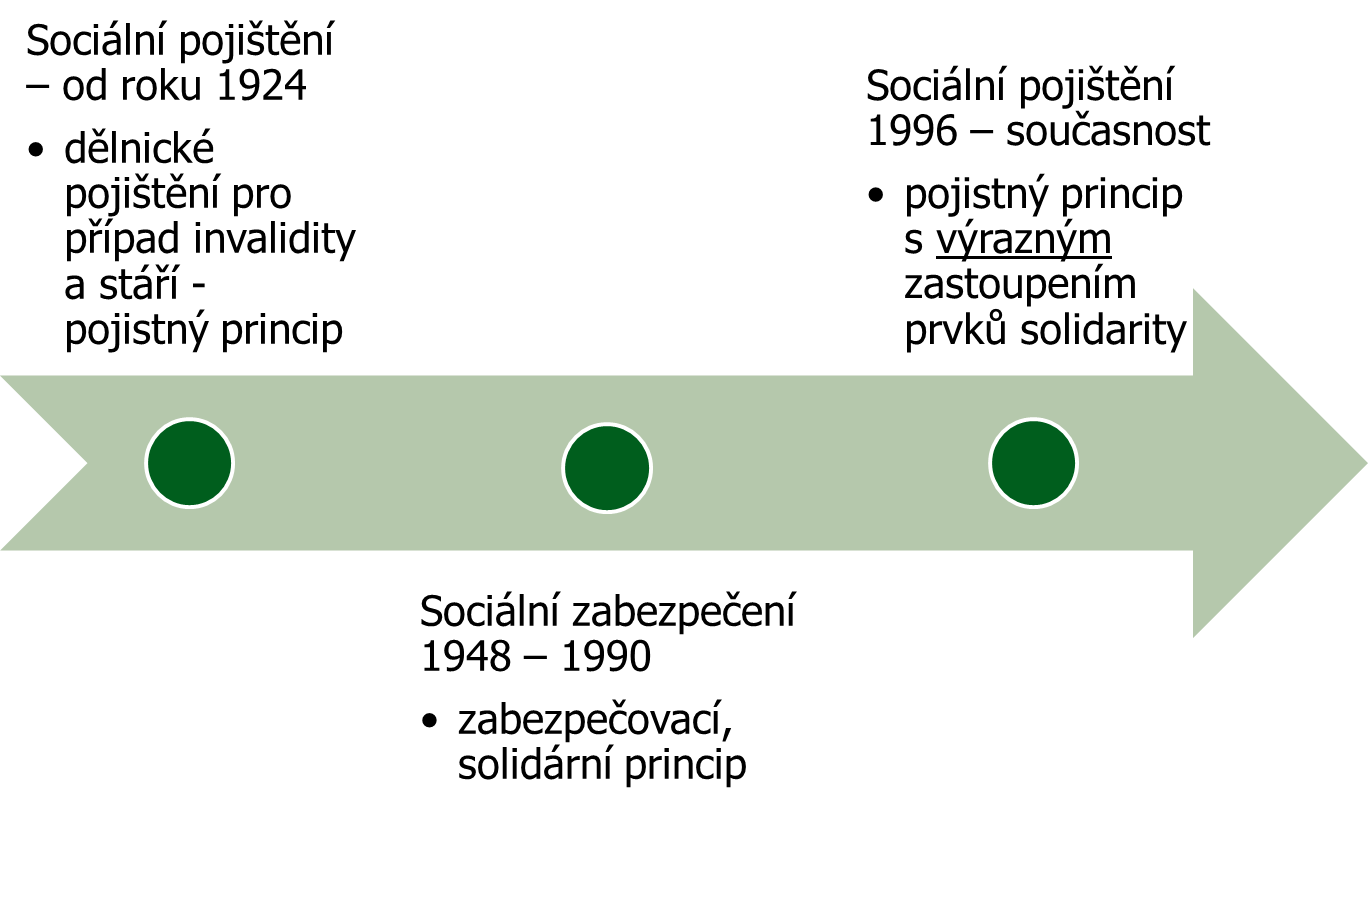 Sociální pojištění
– od roku 1924
• dělnické
pojištění pro
případ invalidity
a stáří -
pojistný princip
Sociální zabezpečení
1948 – 1990
• zabezpečovací,
solidární princip
Sociální pojištění
1996 – současnost
• pojistný princip
s výrazným
zastoupením
prvků solidarity